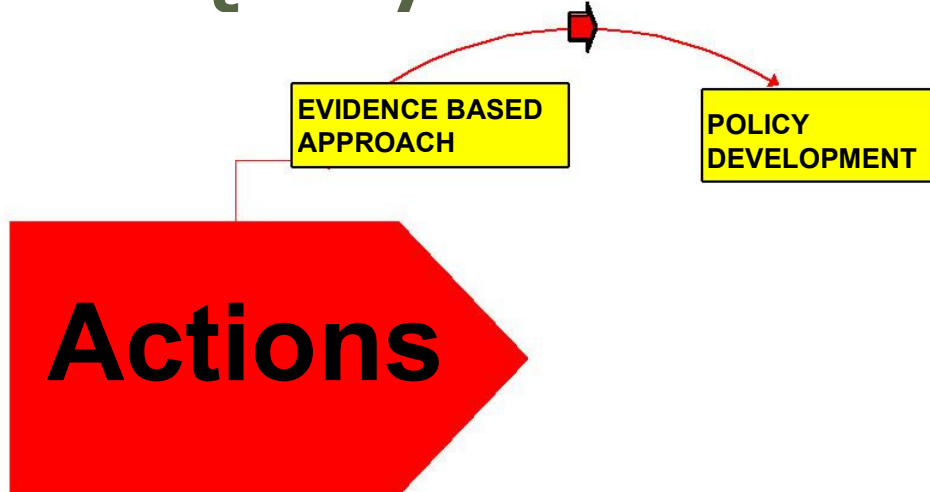 EVIDENCE BASED
APPROACH
POLICY
DEVELOPMENT
Actions